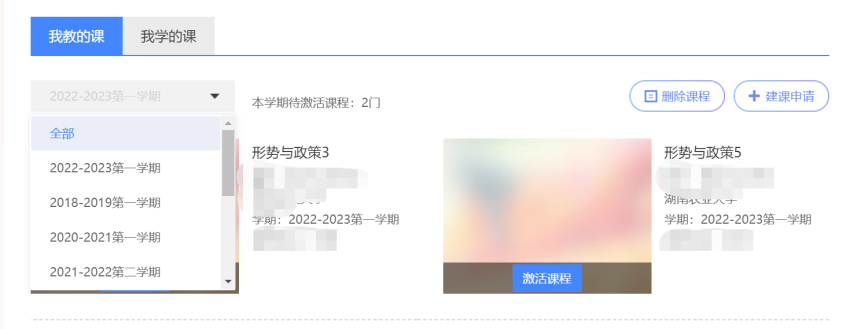 我教的课
我学的课
2022-2023第一学期
本学期待激活课程：2门
删除课程
建课申请
全部
2022-2023第一学期
2018-2019第一学期
2020-2021第一学期
2021-2022第二学期
形势与政策3
学期：2022-2023第一学期
形势与政策5
湖南农业大学
学期：2022-2023第一学期
激活课程